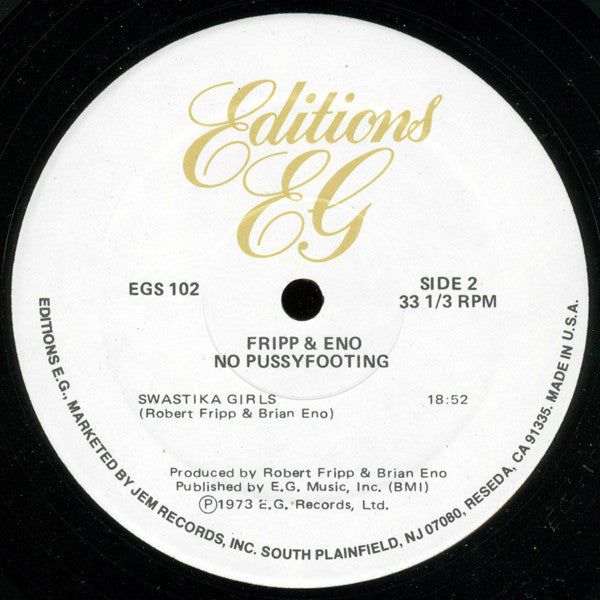 Editions
EG
EGS 102
SIDE 2
33 1/3 RPM
FRIPP & ENO
NO PUSSYFOOTING
SWASTIKA GIRLS 18:52
(Robert Fripp & Brian Eno)
Produced by Robert Fripp & Brian Eno
Published by E.G. Music, Inc. (BMI)
℗1973 E.G. Records, Ltd.
EDITIONS E.G., MARKETED BY JEM RECORDS, INC. SOUTH PLAINFIELD, NJ 07080, RESEDA, CA 91335. MADE IN U.S.A.